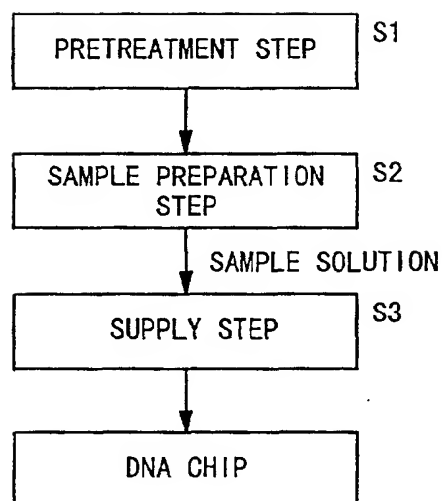 PRETREATMENT STEP
S1
SAMPLE PREPARATION
STEP
S2
SAMPLE SOLUTION
SUPPLY STEP
S3
DNA CHIP